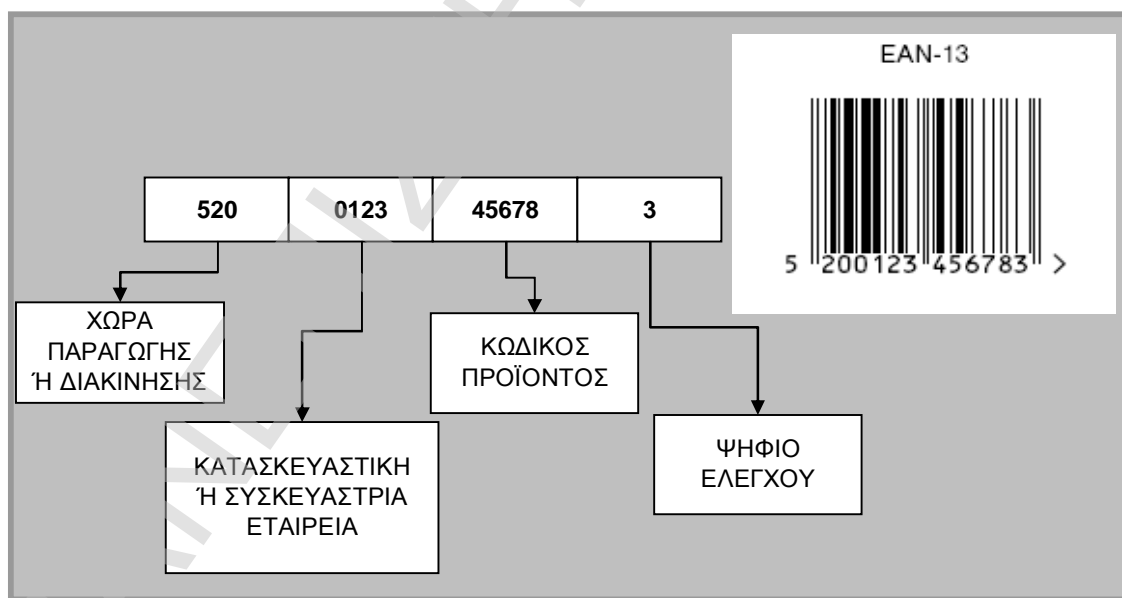 EAN-13
5 200123 456783 >
520 0123 45678 3
ΧΩΡΑ
ΠΑΡΑΓΩΓΗΣ
Ή ΔΙΑΚΙΝΗΣΗΣ
ΚΑΤΑΣΚΕΥΑΣΤΙΚΗ
Ή ΣΥΣΚΕΥΑΣΤΡΙΑ
ΕΤΑΙΡΕΙΑ
ΚΩΔΙΚΟΣ
ΠΡΟΪΟΝΤΟΣ
ΨΗΦΙΟ
ΕΛΕΓΧΟΥ